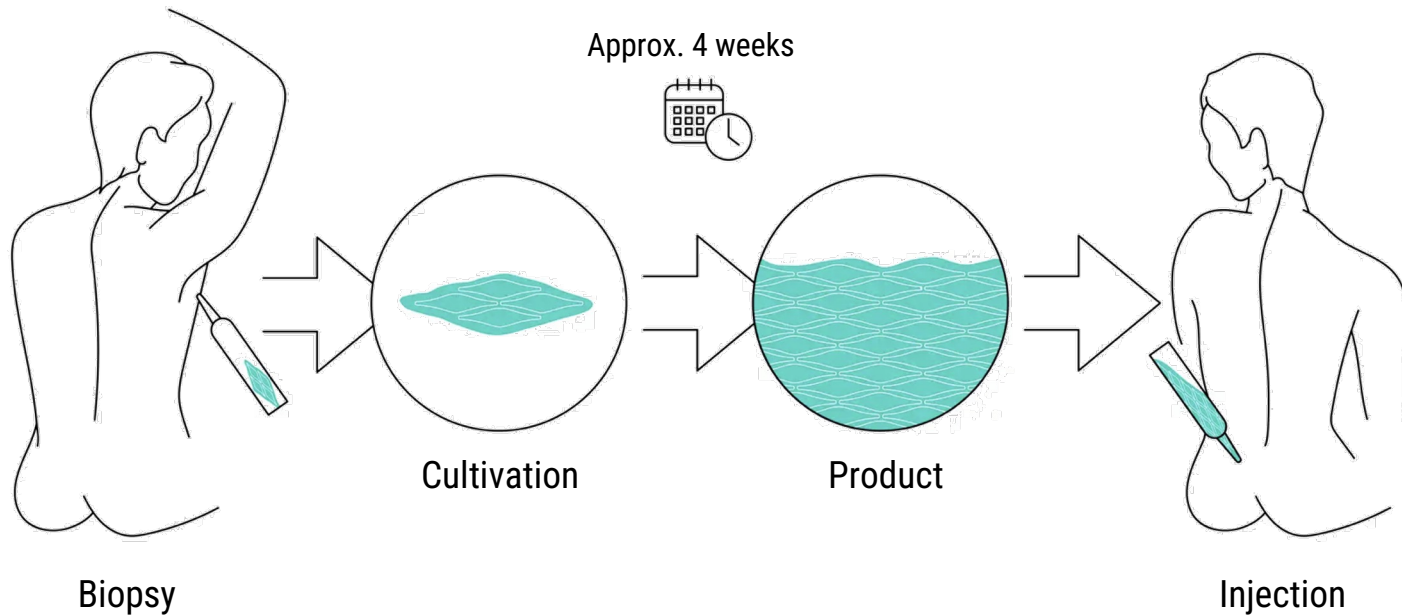 Approx. 4 weeks
Cultivation
Product
Biopsy
Injection